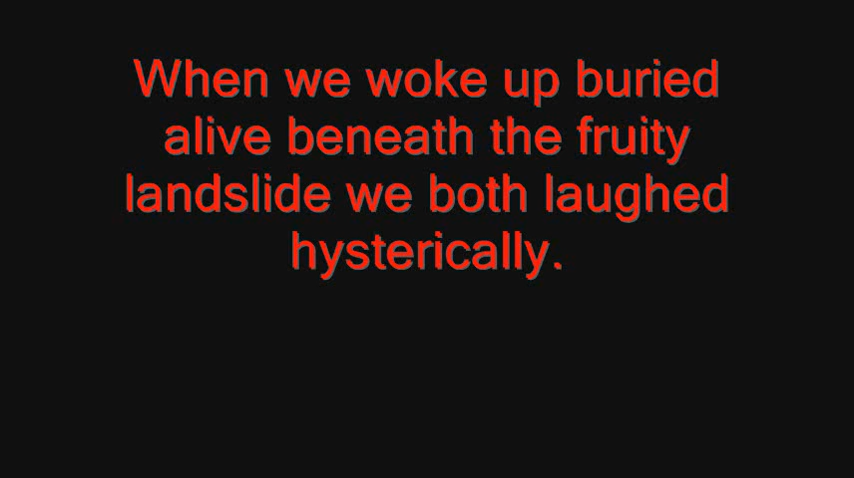 When we woke up buried
alive beneath the fruity
landslide we both laughed
hysterically.